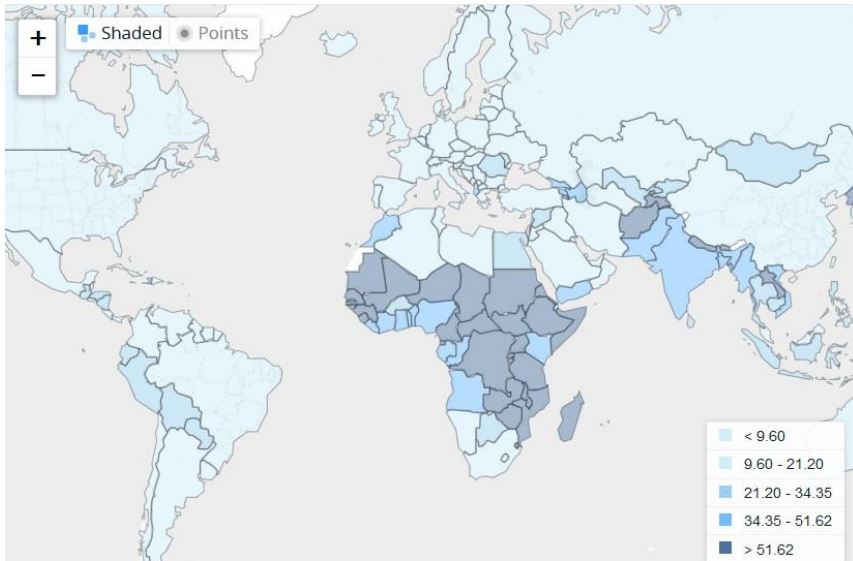 +
Shaded Points
−
< 9.60
9.60 - 21.20
21.20 - 34.35
34.35 - 51.62
> 51.62